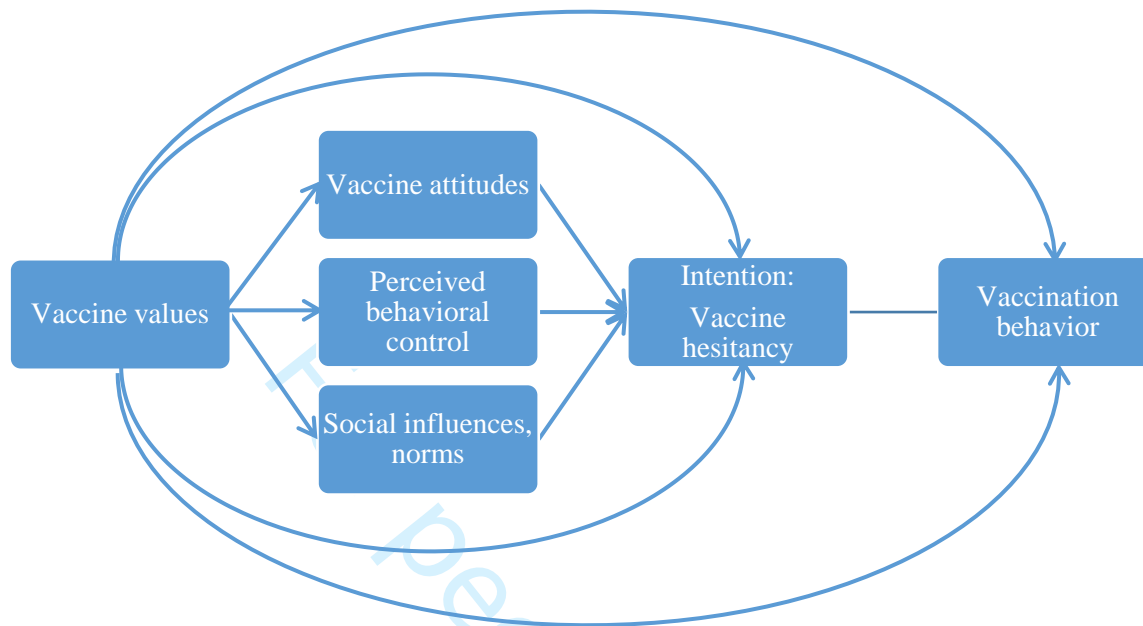 Vaccine attitudes
Vaccine values
Perceived
behavioral
control
Social influences,
norms
Intention:
Vaccine
hesitancy
Vaccination
behavior